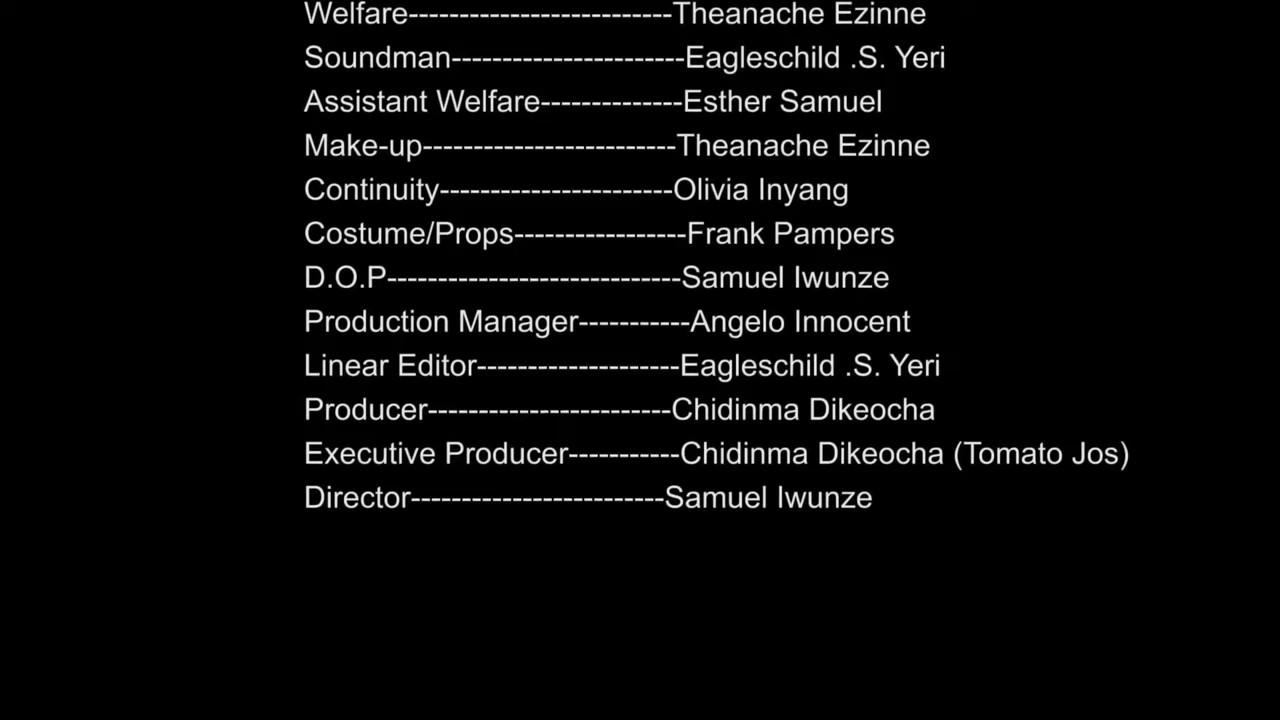 Welfare--------------------------Theanache Ezinne
Soundman-----------------------Eagleschild .S. Yeri
Assistant Welfare--------------Esther Samuel
Make-up-------------------------Theanache Ezinne
Continuity-----------------------Olivia Inyang
Costume/Props-----------------Frank Pampers
D.O.P-----------------------------Samuel Iwunze
Production Manager-----------Angelo Innocent
Linear Editor--------------------Eagleschild .S. Yeri
Producer------------------------Chidinma Dikeocha
Executive Producer-----------Chidinma Dikeocha (Tomato Jos)
Director-------------------------Samuel Iwunze